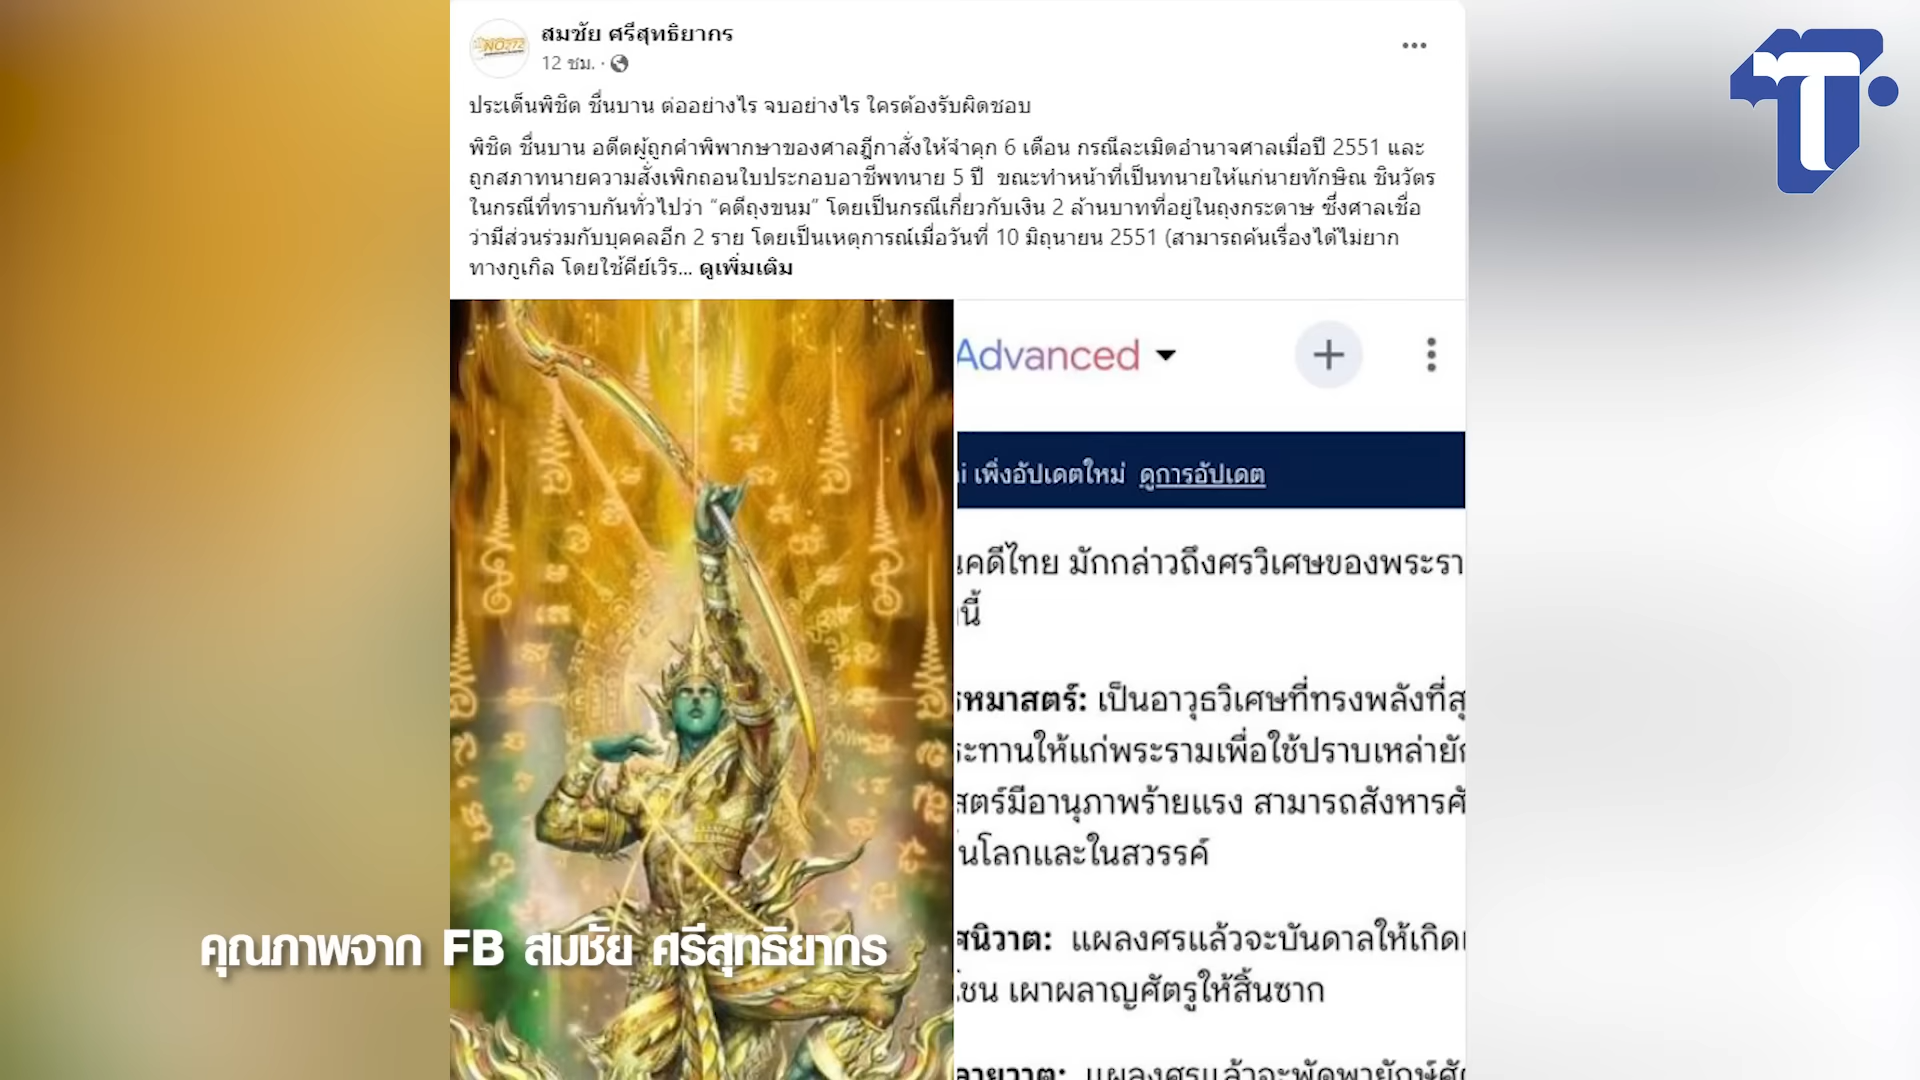 สมชัย ศรีสุทธิยากร
12 ชม.
ประเด็นพิชิต ชื่นบาน ต่ออย่างไร จบอย่างไร ใครต้องรับผิดชอบ
พิชิต ชื่นบาน อดีตผู้ถูกคำพิพากษาของศาลฎีกาสั่งให้จำคุก 6 เดือน กรณีละเมิดอำนาจศาลเมื่อปี 2551 และ
ถูกสภาทนายความสั่งเพิกถอนใบประกอบอาชีพทนาย 5 ปี ขณะทำหน้าที่เป็นทนายให้แก่นายทักษิณ ชินวัตร
ในกรณีที่ทราบกันทั่วไปว่า “คดีถุงขนม” โดยเป็นกรณีเกี่ยวกับเงิน 2 ล้านบาทที่อยู่ในถุงกระดาษ ซึ่งศาลเชื่อ
ว่ามีส่วนร่วมกับบุคคลอีก 2 ราย โดยเป็นเหตุการณ์เมื่อวันที่ 10 มิถุนายน 2551 (สามารถค้นเรื่องได้ไม่ยาก
ทางกูเกิล โดยใช้คีย์เวิร... ดูเพิ่มเติม
Advanced
เพิ่งอัปเดตใหม่ ดูการอัปเดต
คดีไทย มักกล่าวถึงศรวิเศษของพระรา
นี้
รหมาสตร์: เป็นอาวุธวิเศษที่ทรงพลังที่สุ
ระทานให้แก่พระรามเพื่อใช้ปราบเหล่ายัก
สตร์มีอานุภาพร้ายแรง สามารถสังหารศั
นโลกและในสวรรค์
ศนิวาต: แผลงศรแล้วจะบันดาลให้เกิด
ชน เผาผลาญศัตรูให้สิ้นซาก
ลายวาต: แผลงศรแล้วจะพัดพายักษ์ศั
คุณภาพจาก FB สมชัย ศรีสุทธิยากร